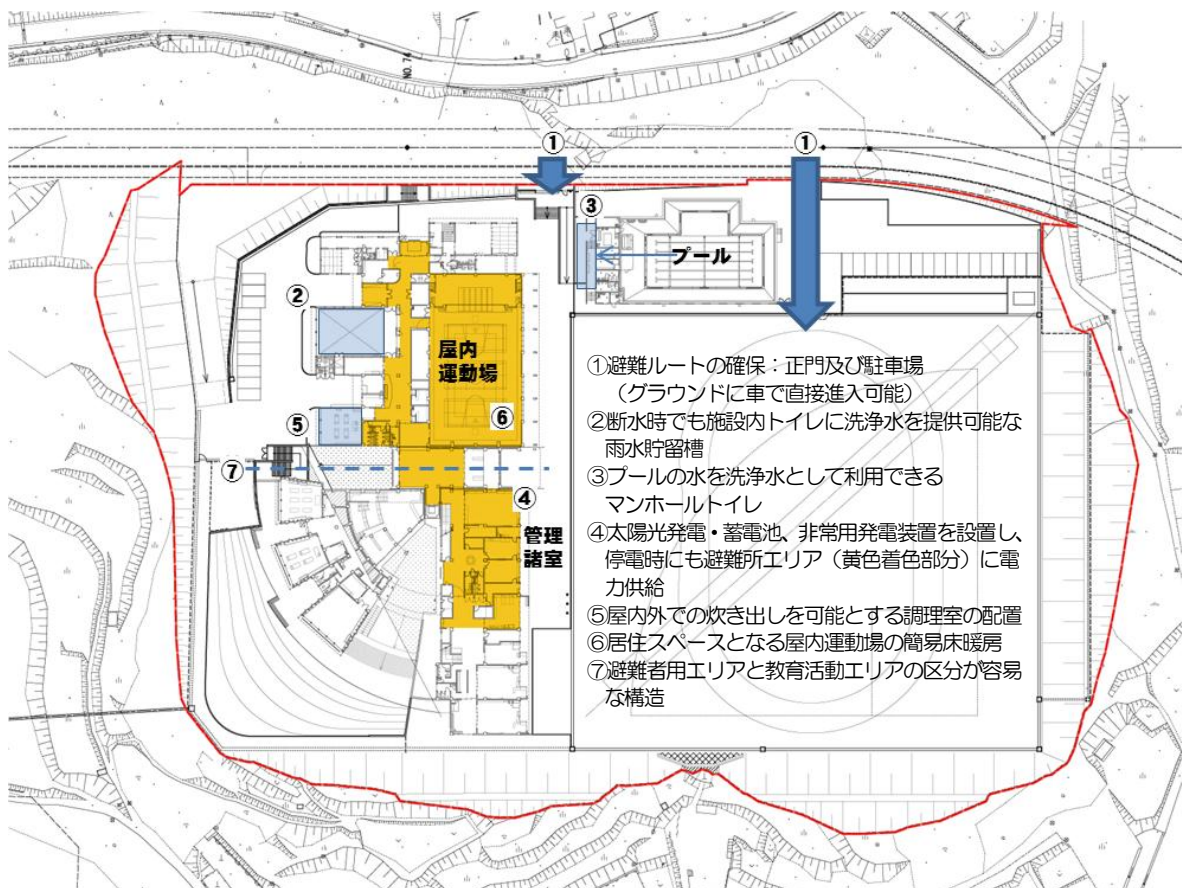 NO. 74
①
①
③
プール
②
屋内
運動場
⑥
⑤
⑦
④
管理
諸室
①避難ルートの確保：正門及び駐車場
（グラウンドに車で直接進入可能）
②断水時でも施設内トイレに洗浄水を提供可能な
雨水貯留槽
③プールの水を洗浄水として利用できる
マンホールトイレ
④太陽光発電・蓄電池、非常用発電装置を設置し、
停電時にも避難所エリア（黄色着色部分）に電
力供給
⑤屋内外での炊き出しを可能とする調理室の配置
⑥居住スペースとなる屋内運動場の簡易床暖房
⑦避難者用エリアと教育活動エリアの区分が容易
な構造